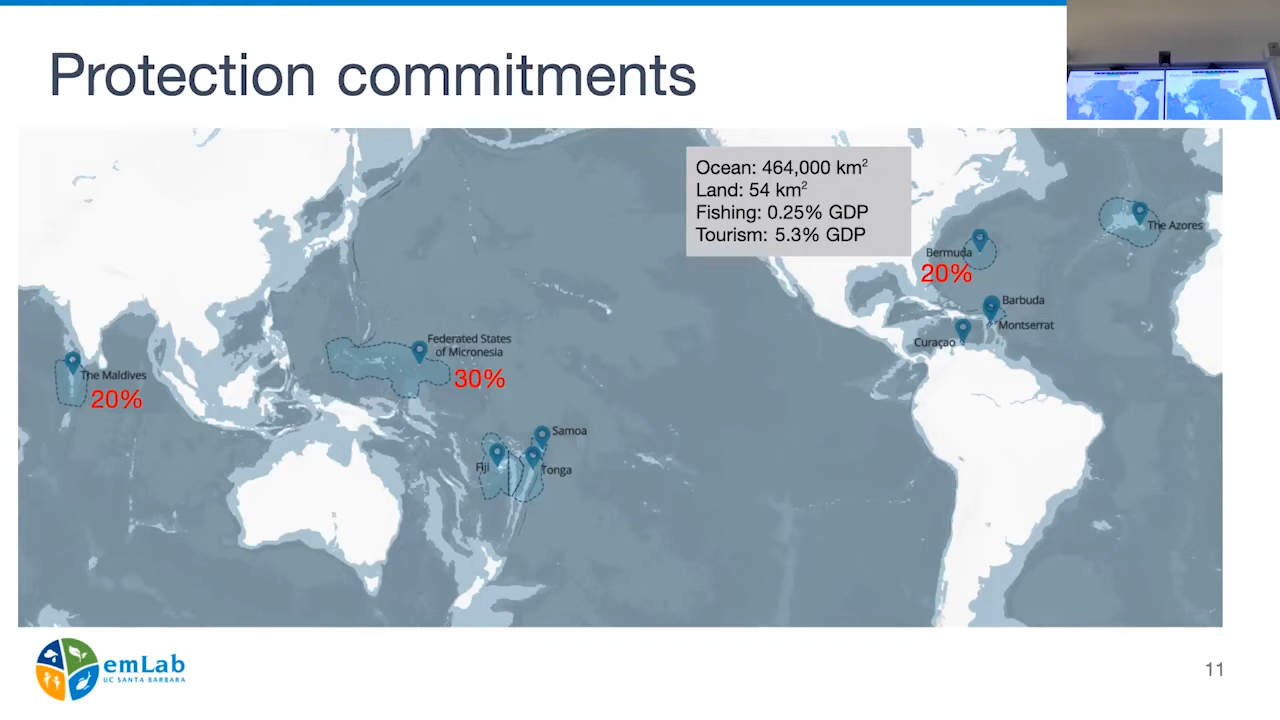 Protection commitments
Ocean: 464,000 km²
Land: 54 km²
Fishing: 0.25% GDP
Tourism: 5.3% GDP
The Azores
Bermuda
20%
Barbuda
Montserrat
Curaçao
Federated States
of Micronesia
30%
The Maldives
20%
Samoa
Fiji
Tonga
emLab
UC SANTA BARBARA
11